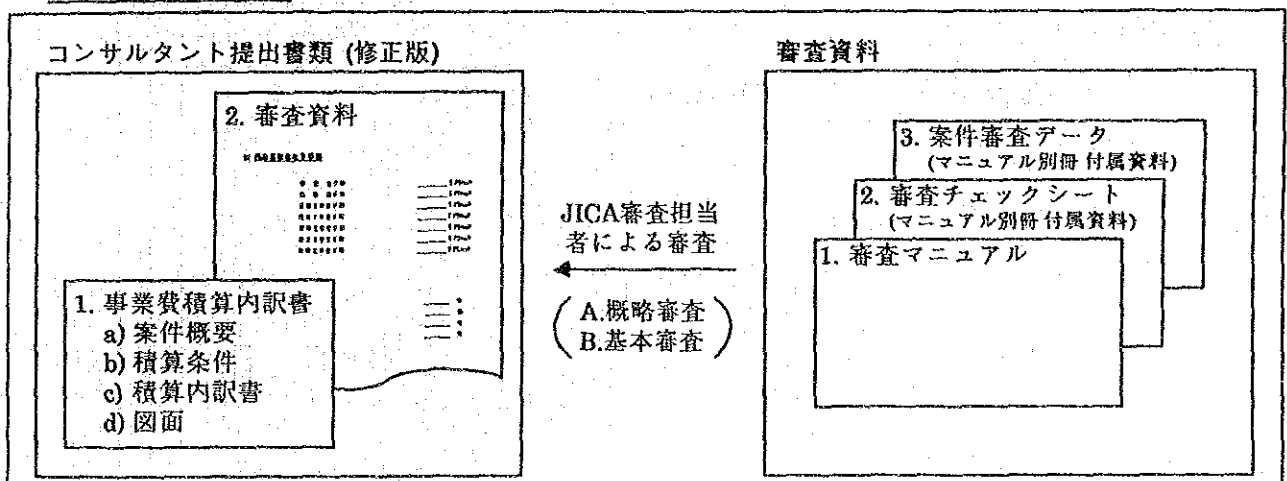 コンサルタント提出書類 (修正版)
2. 審査資料
1. 事業費積算内訳書
a) 案件概要
b) 積算条件
c) 積算内訳書
d) 図面
JICA審査担当
者による審査
A.概略審査
B.基本審査
審査資料
3. 案件審査データ
(マニュアル別冊 付属資料)
2. 審査チェックシート
(マニュアル別冊 付属資料)
1. 審査マニュアル